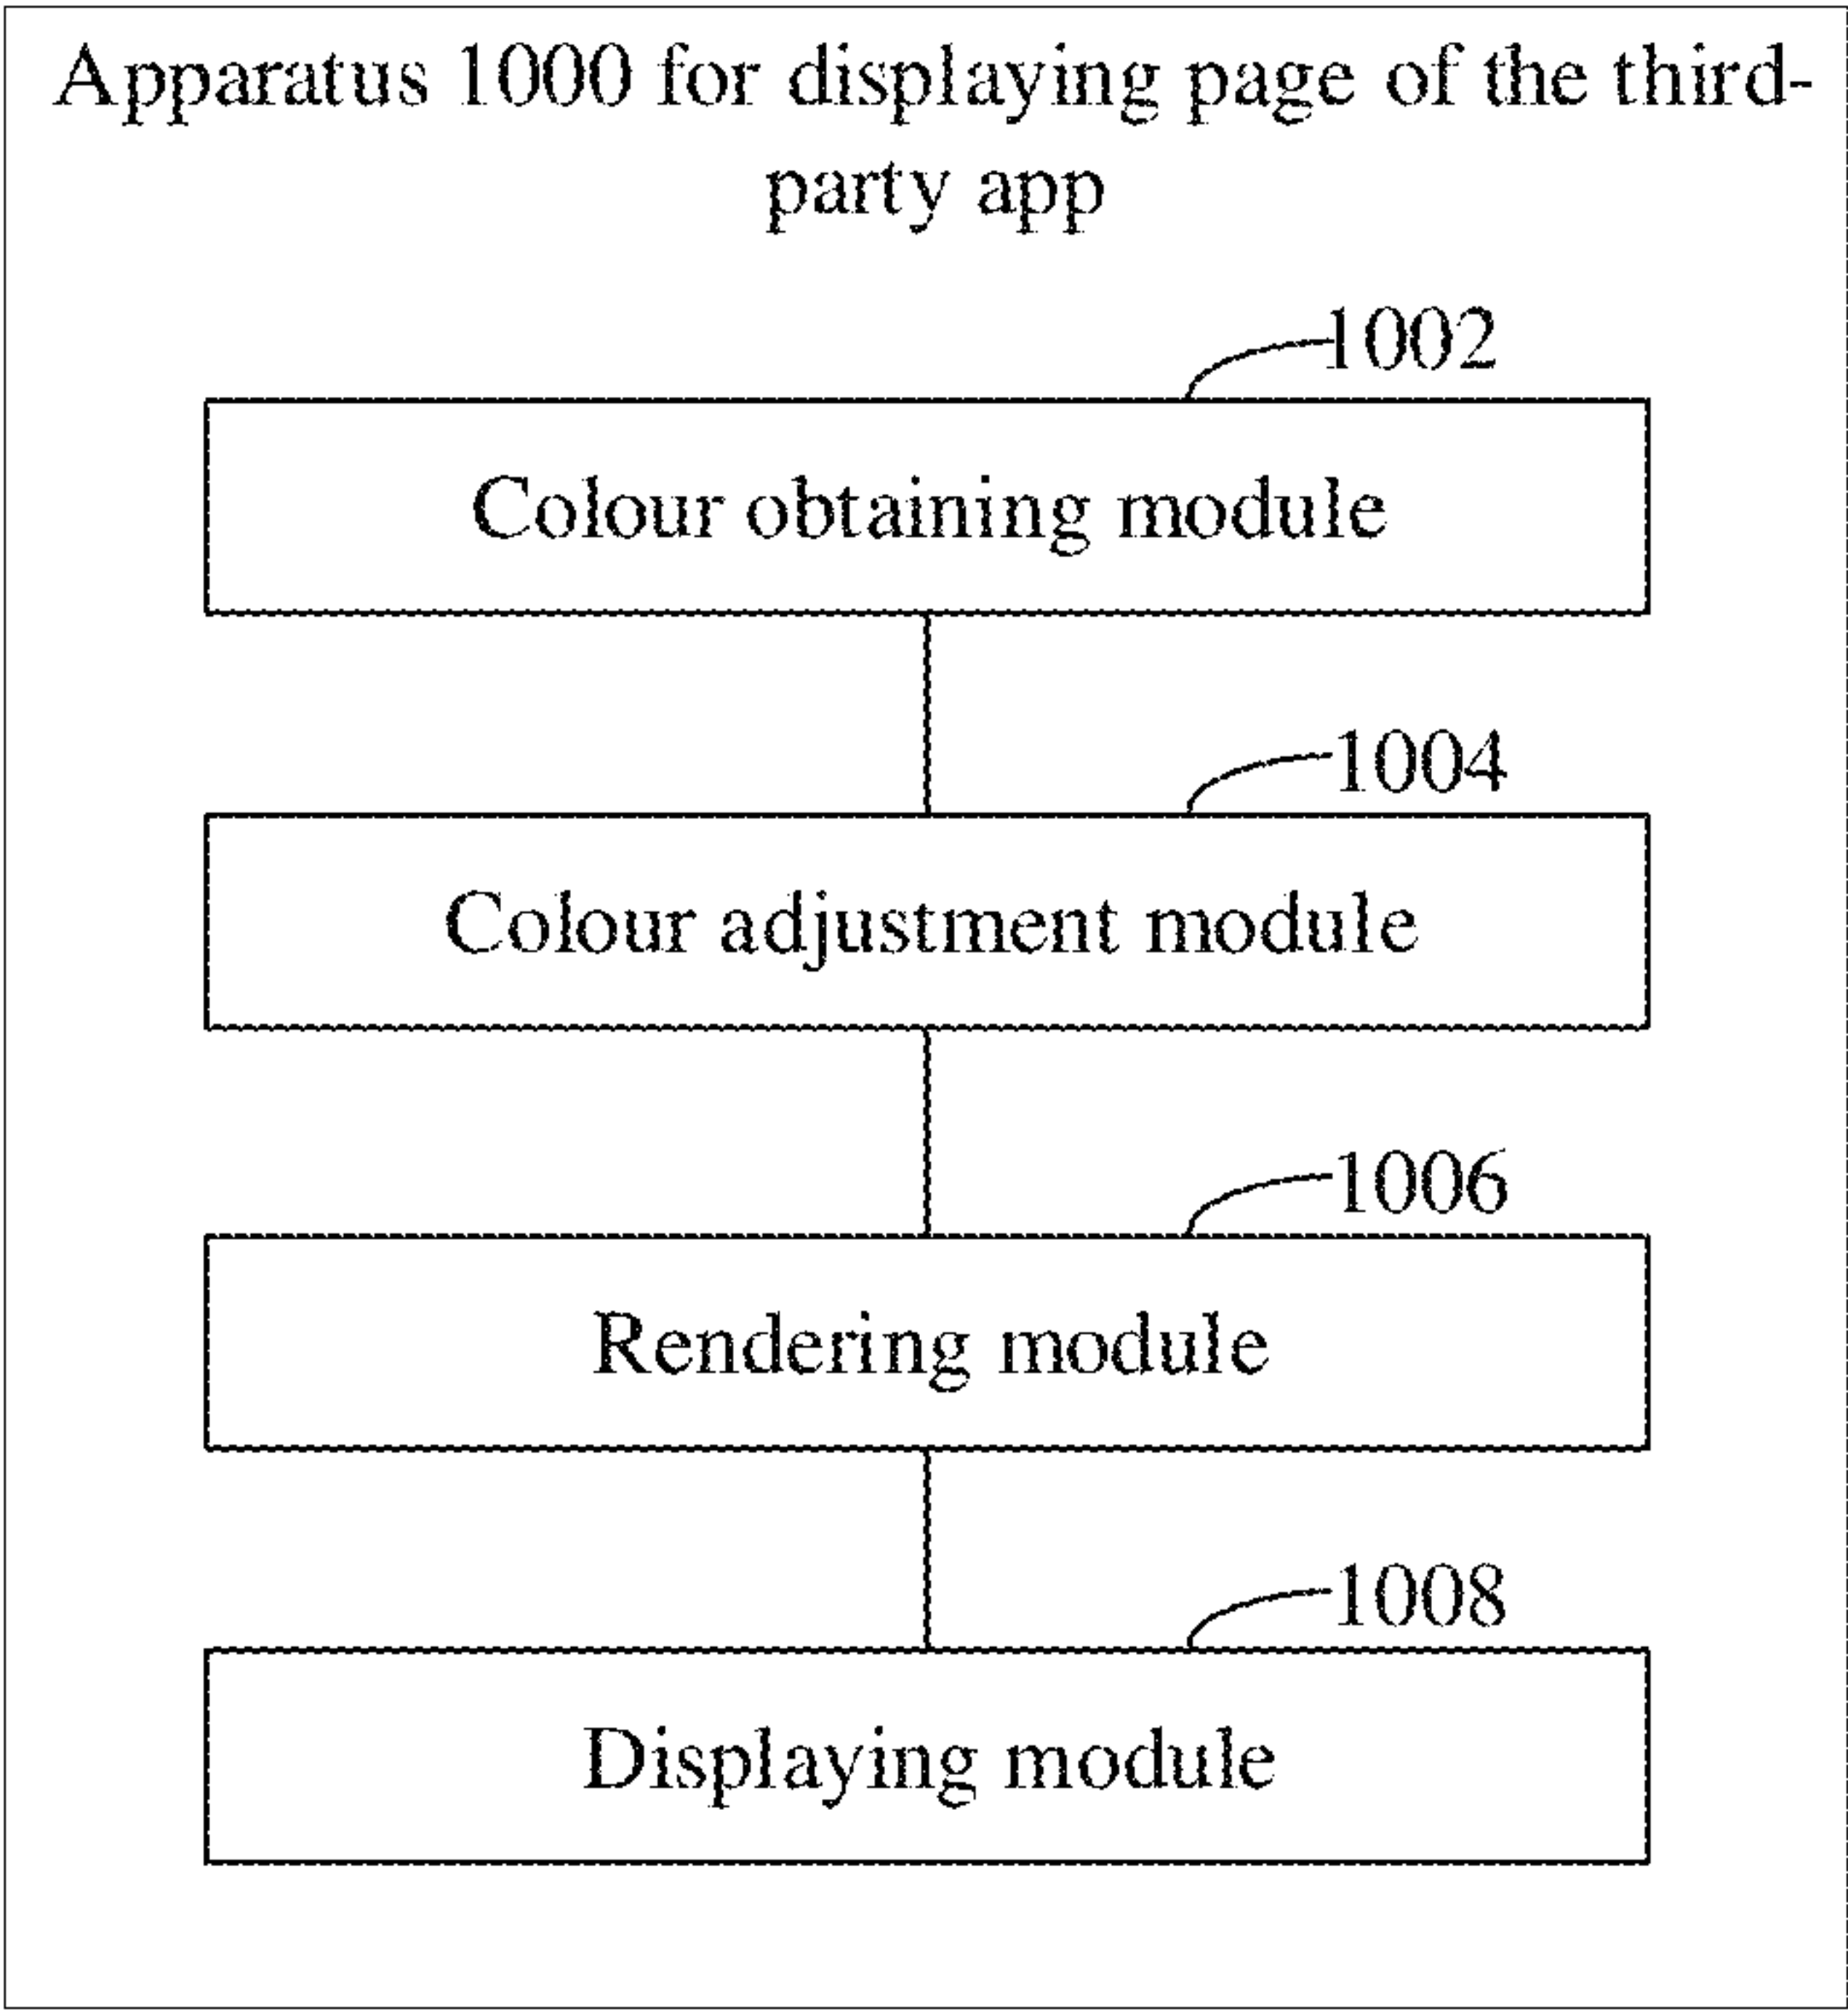 Apparatus 1000 for displaying page of the third-
party app
1002
Colour obtaining module
1004
Colour adjustment module
1006
Rendering module
1008
Displaying module